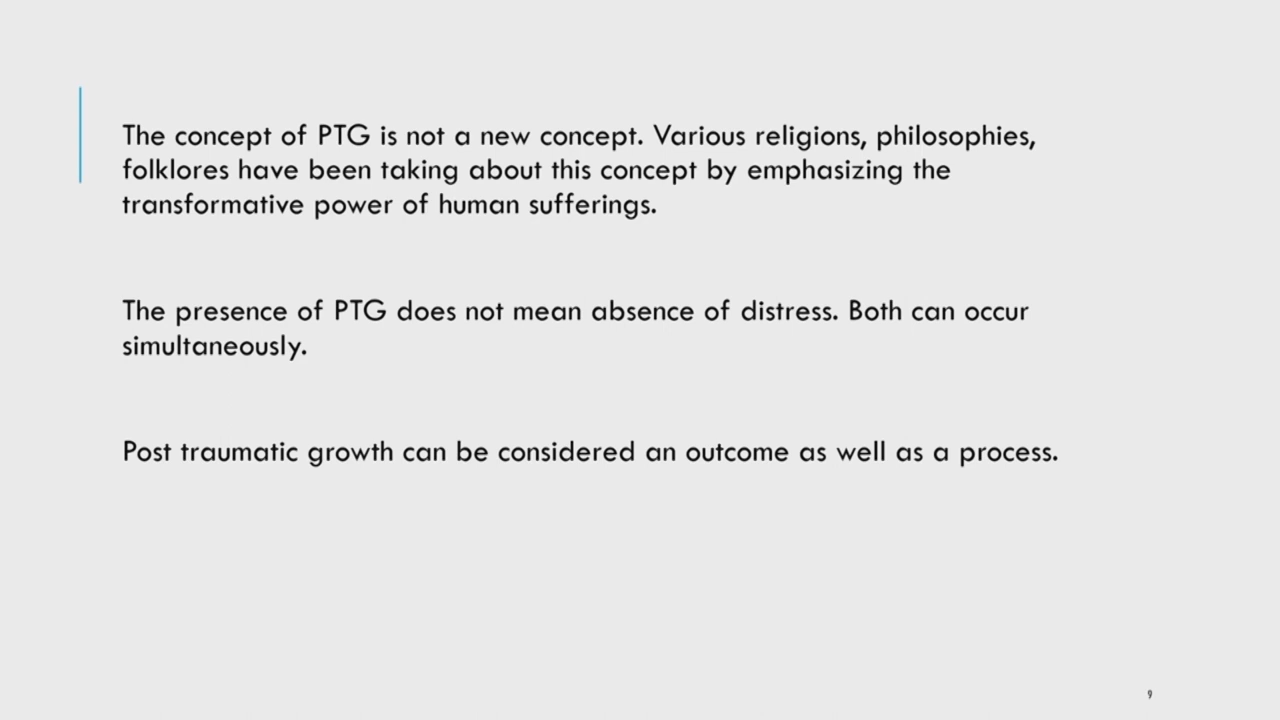 The concept of PTG is not a new concept. Various religions, philosophies,
folklores have been taking about this concept by emphasizing the
transformative power of human sufferings.
The presence of PTG does not mean absence of distress. Both can occur
simultaneously.
Post traumatic growth can be considered an outcome as well as a process.
9